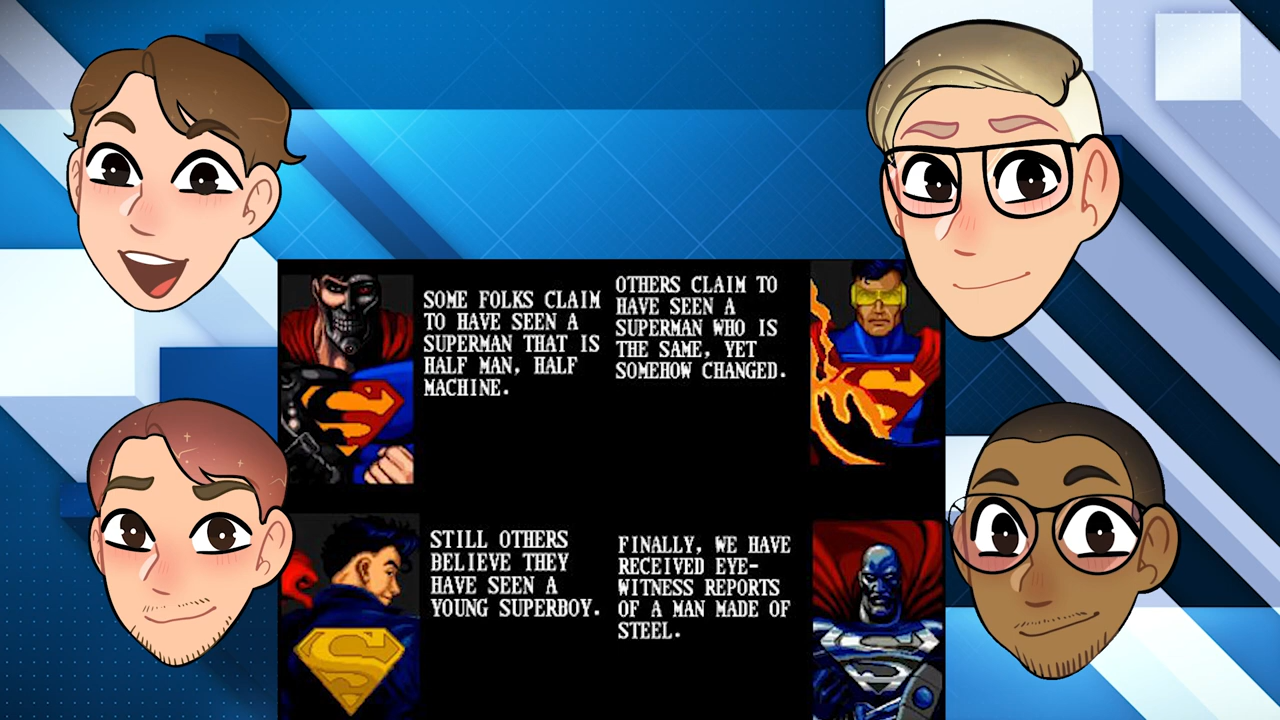 SOME FOLKS CLAIM
TO HAVE SEEN A
SUPERMAN THAT IS
HALF MAN, HALF
MACHINE.
OTHERS CLAIM TO
HAVE SEEN A
SUPERMAN WHO IS
THE SAME, YET
SOMEHOW CHANGED.
STILL OTHERS
BELIEVE THEY
HAVE SEEN A
YOUNG SUPERBOY.
FINALLY, WE HAVE
RECEIVED EYE-
WITNESS REPORTS
OF A MAN MADE OF
STEEL.